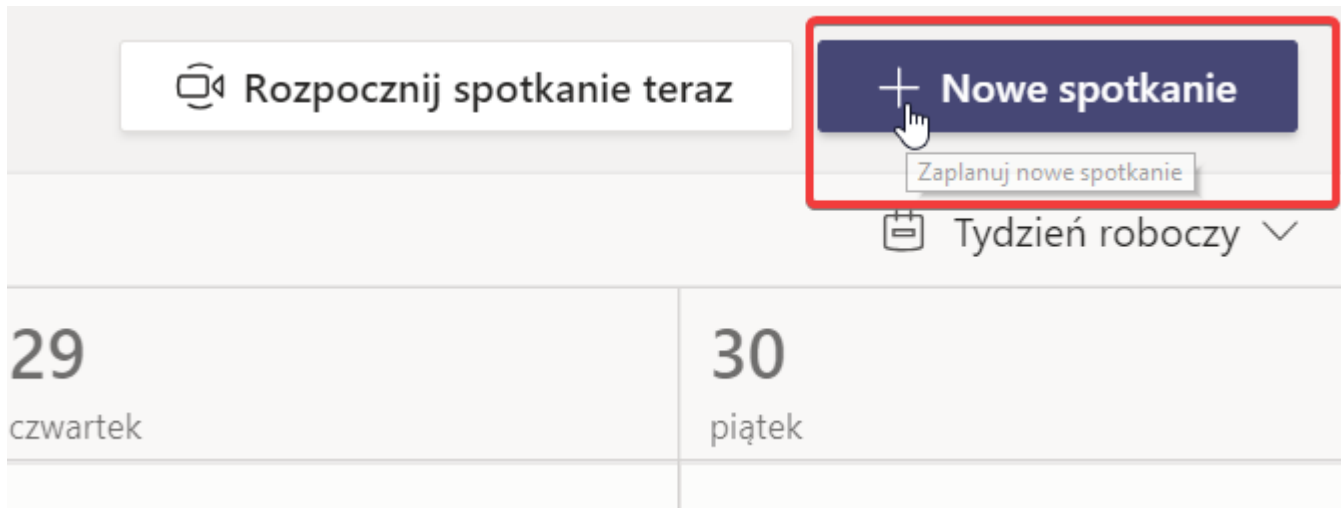 Rozpocznij spotkanie teraz
Nowe spotkanie
Zaplanuj nowe spotkanie
Tydzień roboczy
29
czwartek
30
piątek